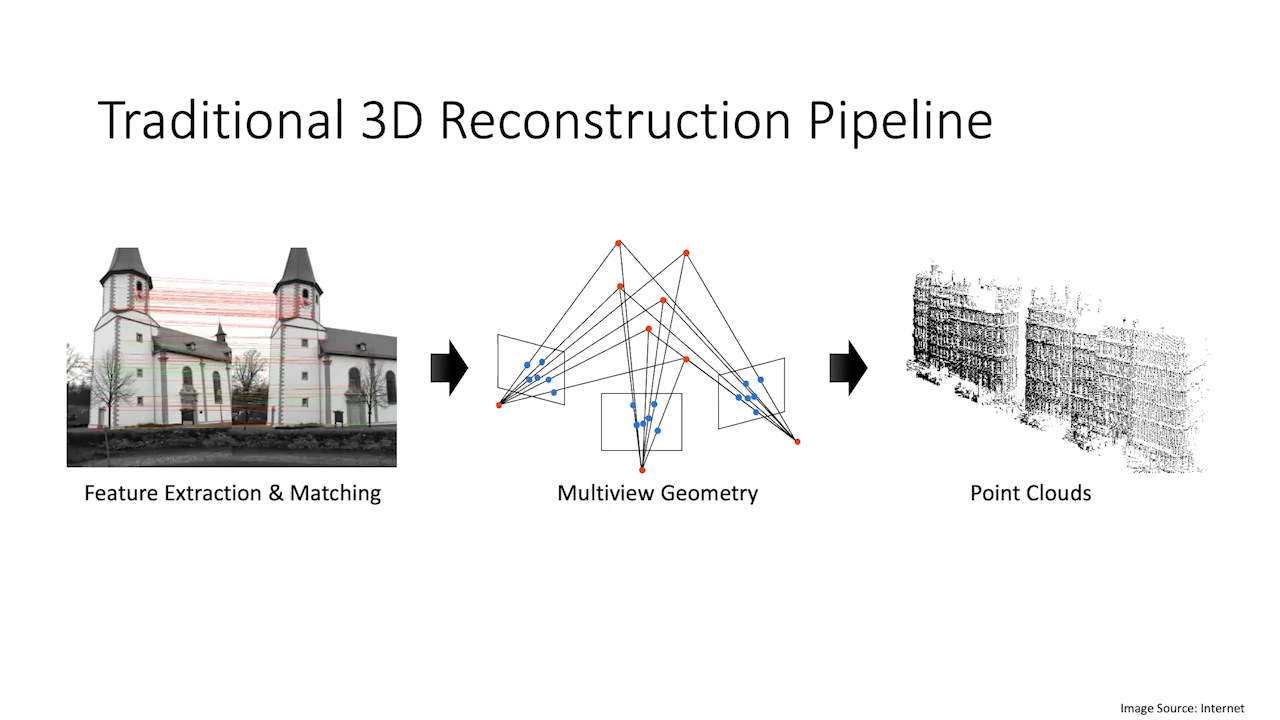 Traditional 3D Reconstruction Pipeline
Feature Extraction & Matching
Multiview Geometry
Point Clouds
Image Source: Internet